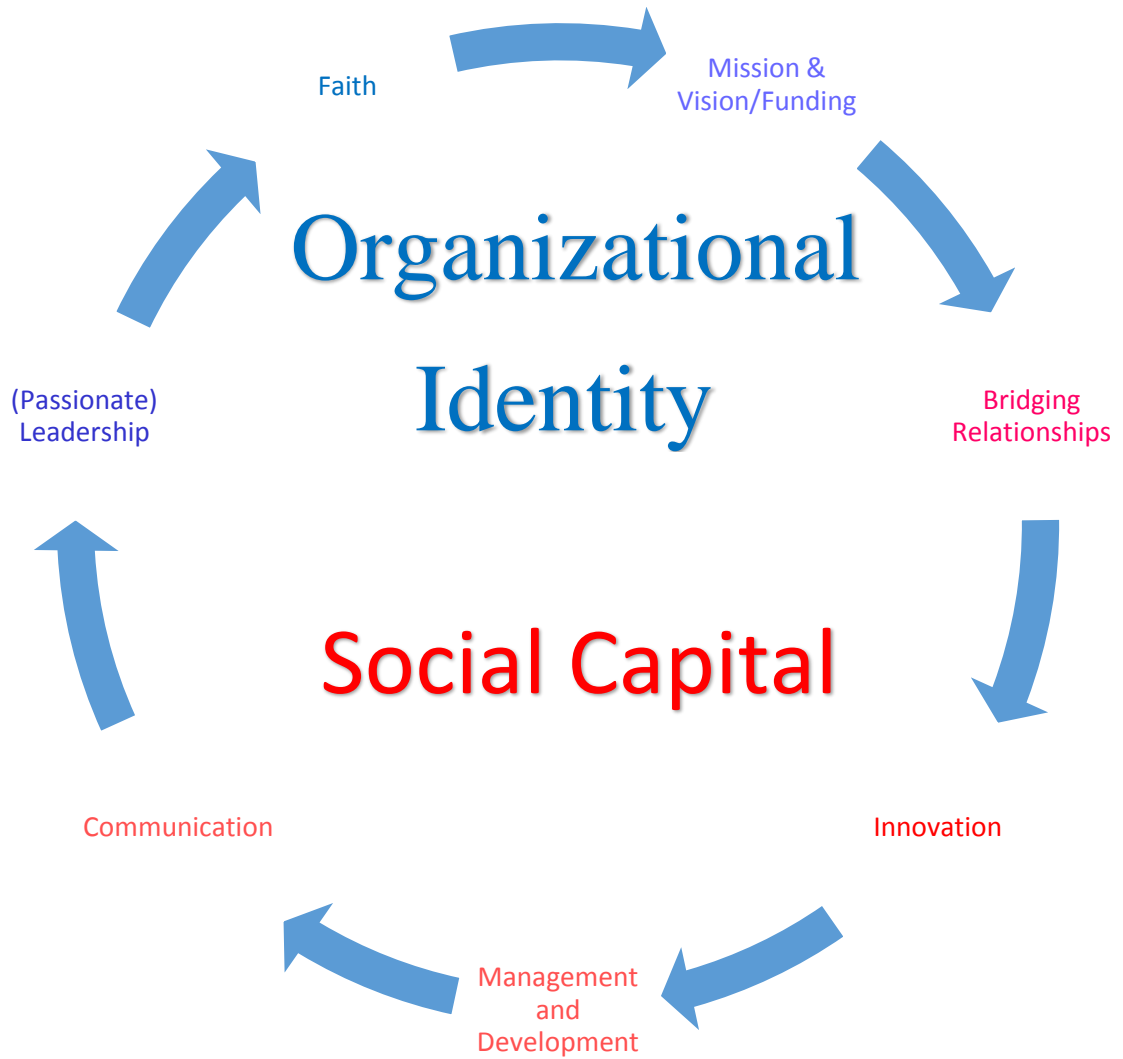 Faith
Mission &
Vision/Funding
Organizational
Identity
(Passionate)
Leadership
Bridging
Relationships
Social Capital
Communication
Innovation
Management
and
Development